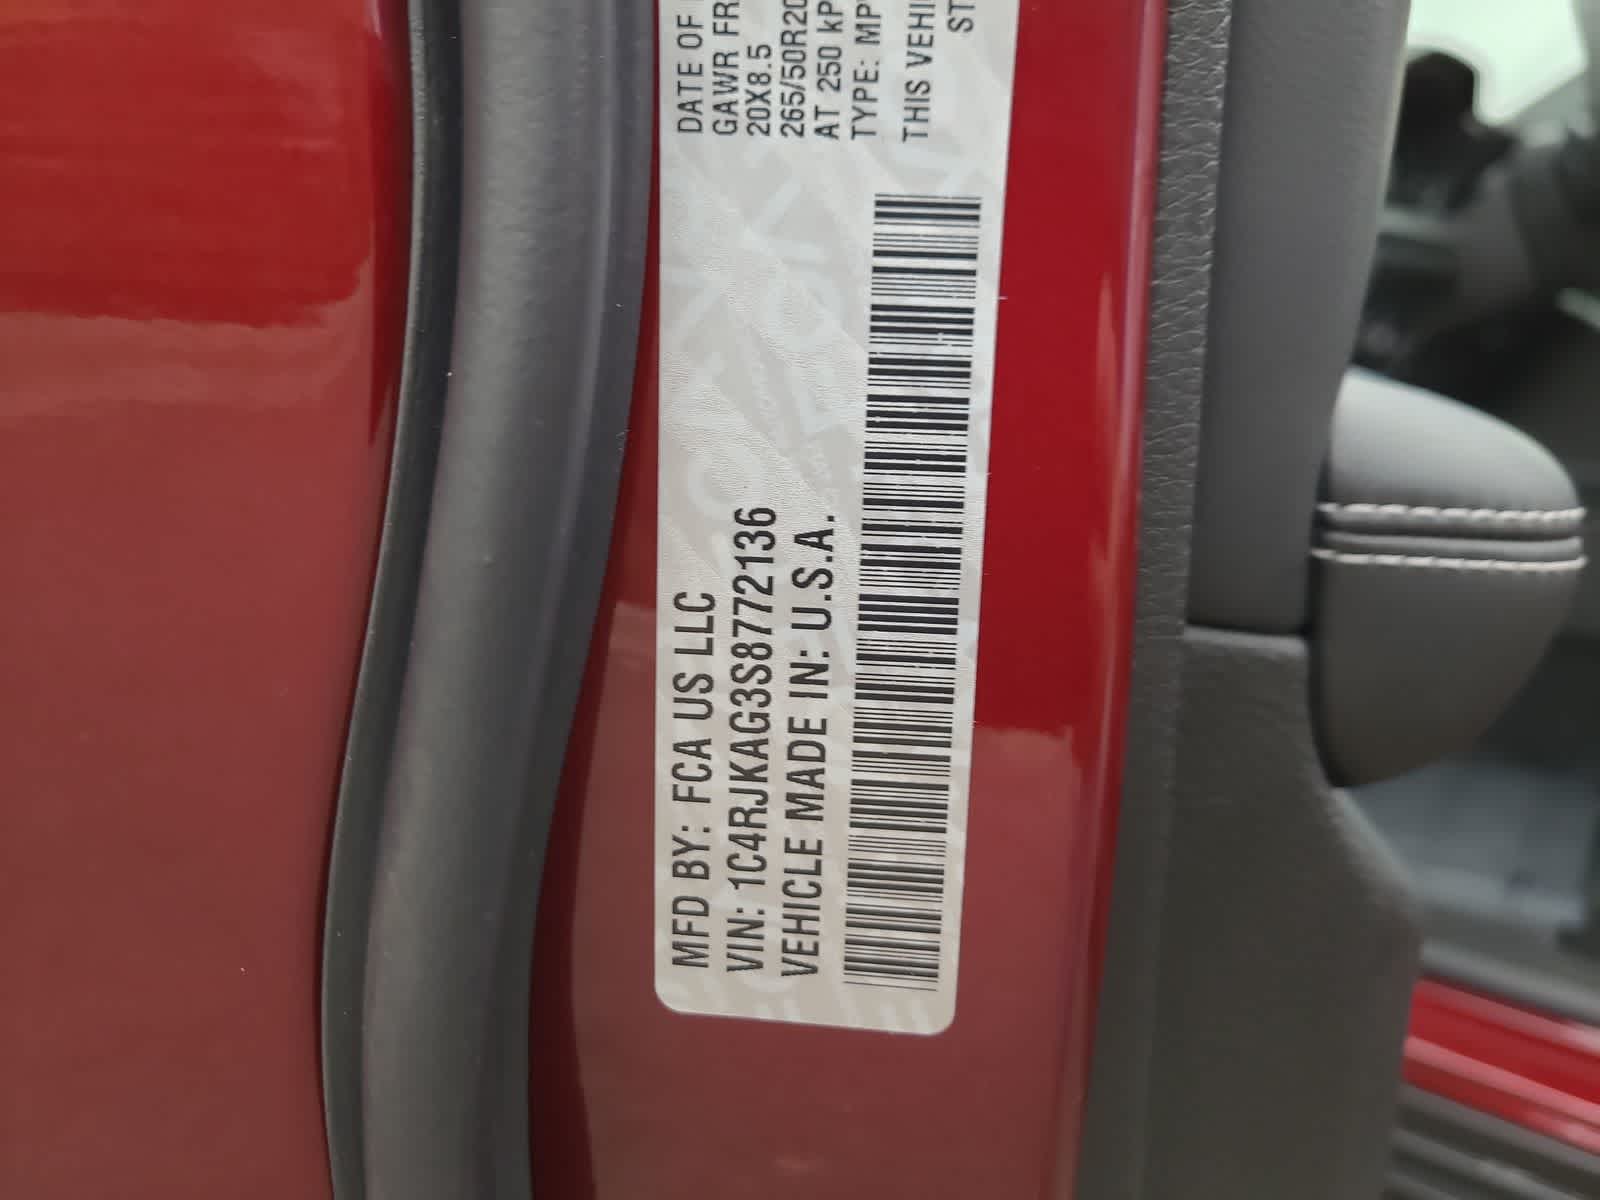 MFD BY: FCA US LLC
VIN: 1C4RJKAG3S8772136
VEHICLE MADE IN: U.S.A.
DATE OF
GAWR FR
20X8.5
265/50R20
AT 250 kP
TYPE: MP
THIS VEHI
ST